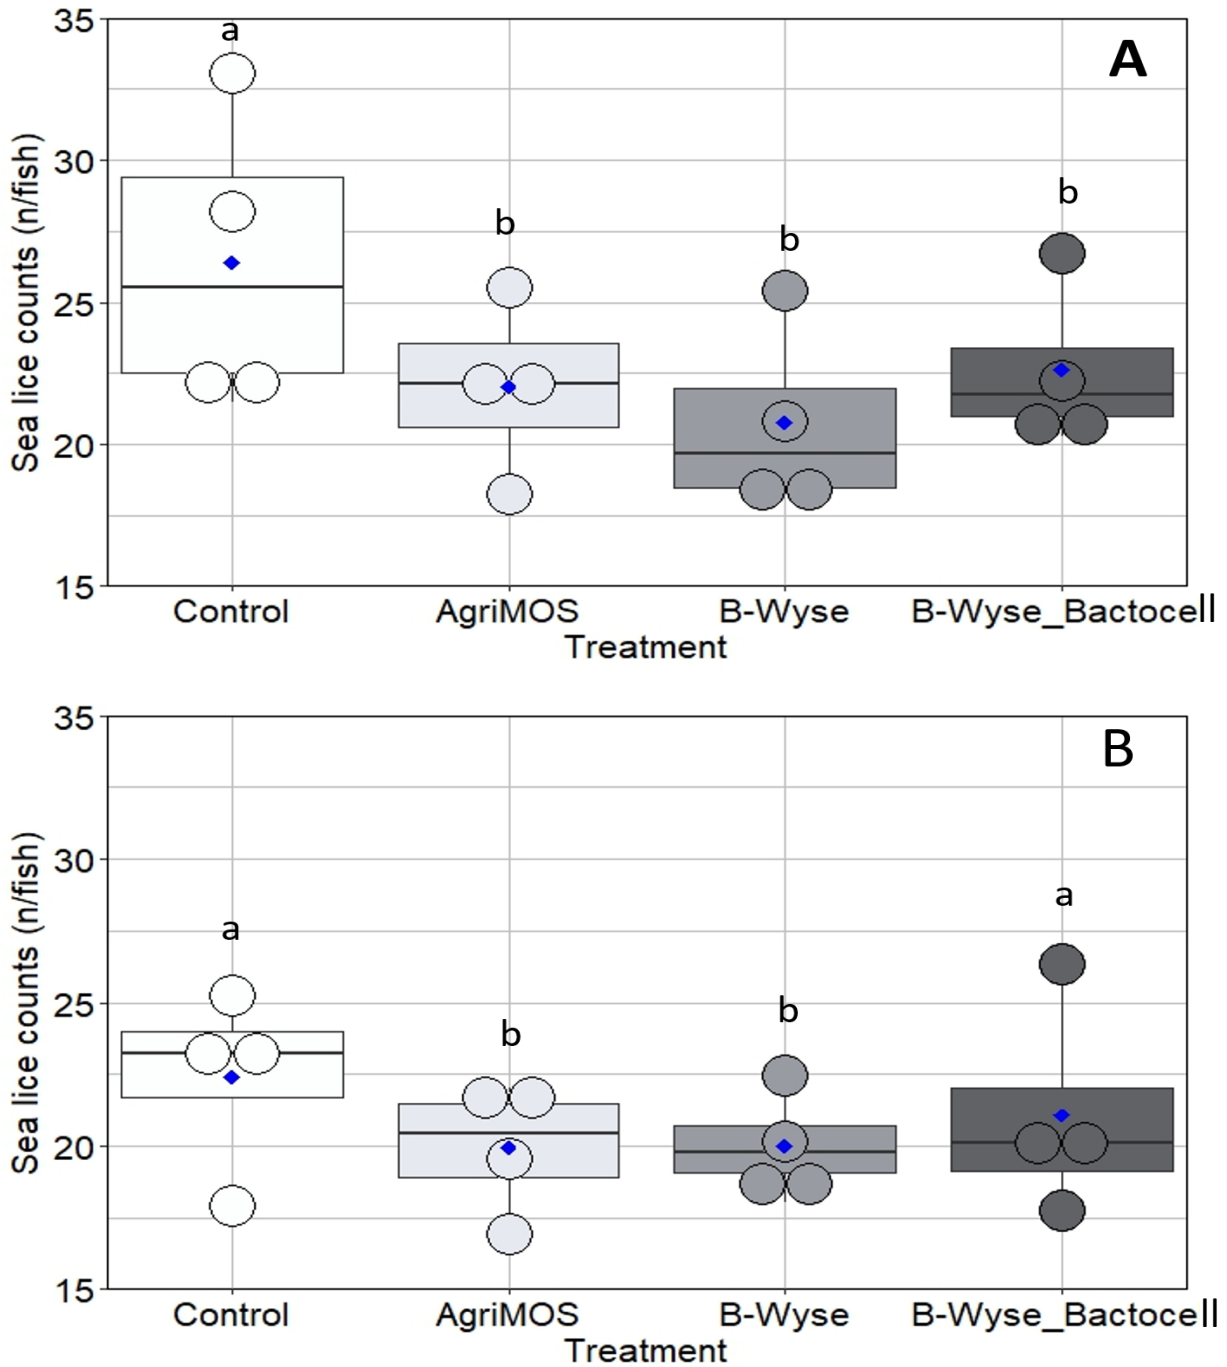 35
a
A
30
b
b
b
25
20
15
Sea lice counts (n/fish)
Control AgriMOS B-Wyse B-Wyse_Bactocell
Treatment
35
B
30
a
a
25
b
b
20
15
Sea lice counts (n/fish)
Control AgriMOS B-Wyse B-Wyse_Bactocell
Treatment